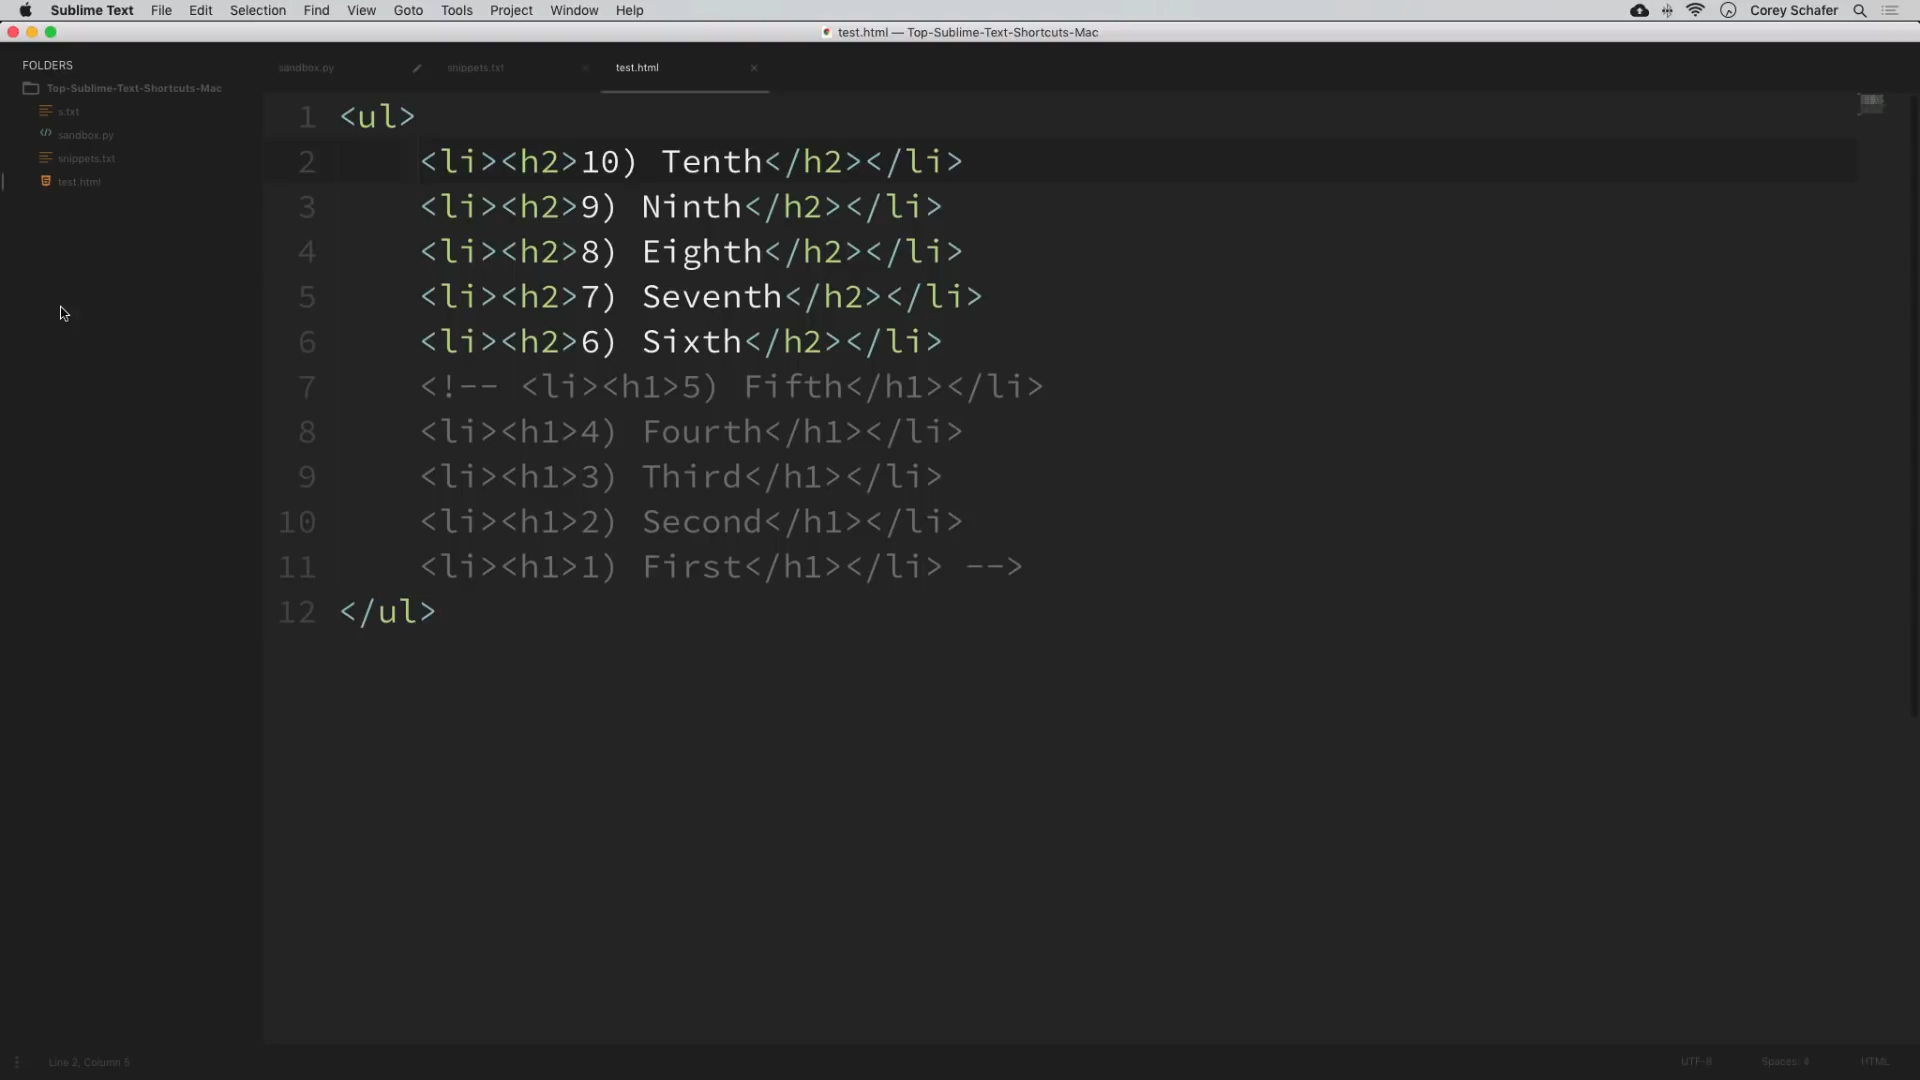 Sublime Text File Edit Selection Find View Goto Tools Project Window Help Corey Schafer
test.html — Top-Sublime-Text-Shortcuts-Mac
FOLDERS
Top-Sublime-Text-Shortcuts-Mac
s.txt
sandbox.py
snippets.txt
test.html
sandbox.py snippets.txt test.html
1 <ul>
2 <li><h2>10) Tenth</h2></li>
3 <li><h2>9) Ninth</h2></li>
4 <li><h2>8) Eighth</h2></li>
5 <li><h2>7) Seventh</h2></li>
6 <li><h2>6) Sixth</h2></li>
7 <!-- <li><h1>5) Fifth</h1></li>
8 <li><h1>4) Fourth</h1></li>
9 <li><h1>3) Third</h1></li>
10 <li><h1>2) Second</h1></li>
11 <li><h1>1) First</h1></li> -->
12 </ul>
Line 2, Column 5 UTF-8 Spaces: 4 HTML